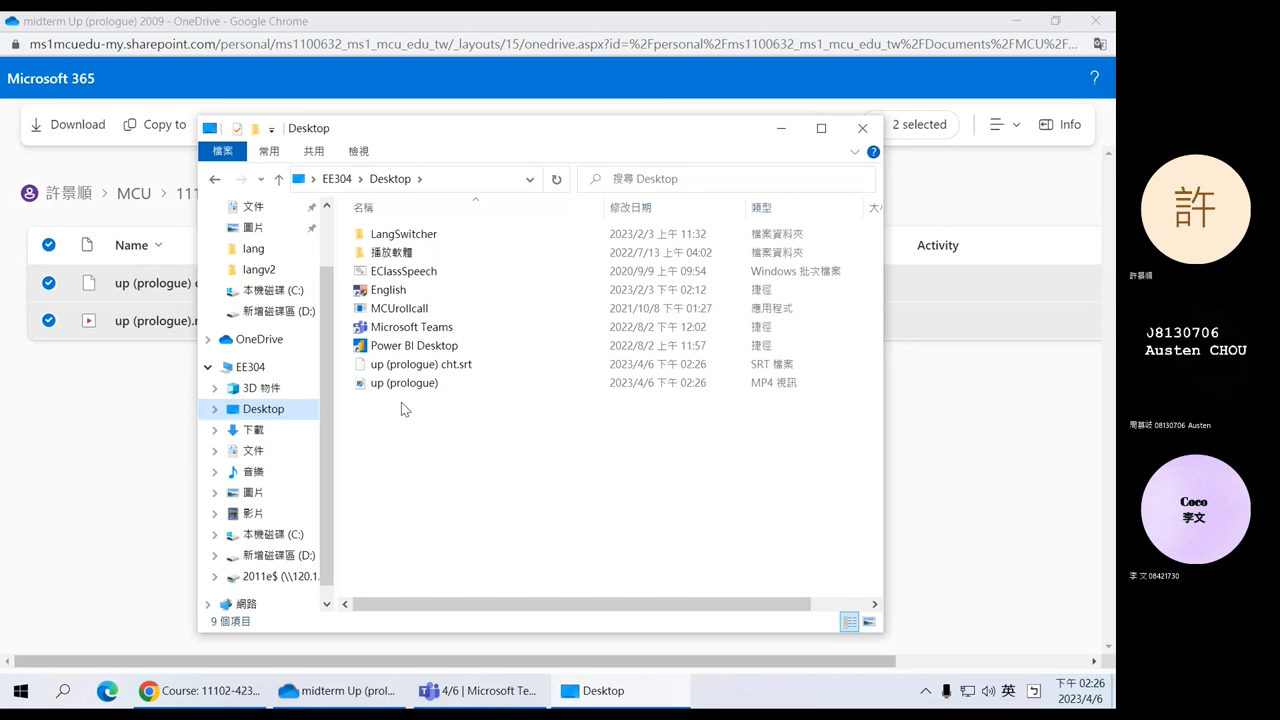 midterm Up (prologue) 2009 - OneDrive - Google Chrome
ms1mcuedu-my.sharepoint.com/personal/ms1100632_ms1_mcu_edu_tw/_layouts/15/onedrive.aspx?id=%2Fpersonal%2Fms1100632_ms1_mcu_edu_tw%2FDocuments%2FMCU%2F...
Microsoft 365
?
Download
Copy to
2 selected
Info
許景順 > MCU > 111
Name
Activity
up (prologue) c
up (prologue).r
Desktop
檔案
常用
共用
檢視
EE304 > Desktop >
搜尋 Desktop
文件
圖片
lang
langv2
本機磁碟 (C:)
新增磁碟區 (D:)
OneDrive
EE304
3D 物件
Desktop
下載
文件
音樂
圖片
影片
本機磁碟 (C:)
新增磁碟區 (D:)
2011e$ (\\120.1
網路
名稱 修改日期 類型 大小
LangSwitcher 2023/2/3 上午 11:32 檔案資料夾
播放軟體 2022/7/13 上午 04:02 檔案資料夾
EClassSpeech 2020/9/9 上午 09:54 Windows 批次檔案
English 2023/2/3 下午 02:12 捷徑
MCUrollcall 2021/10/8 上午 01:27 應用程式
Microsoft Teams 2022/8/2 下午 12:02 捷徑
Power BI Desktop 2022/8/2 上午 11:57 捷徑
up (prologue) cht.srt 2023/4/6 下午 02:26 SRT 檔案
up (prologue) 2023/4/6 下午 02:26 MP4 視訊
9 個項目
Course: 11102-423...
midterm Up (prol...
4/6 | Microsoft Te...
Desktop
英
下午 02:26
2023/4/6
許
許景順
08130706
Austen CHOU
08130706 Austen
Coco
李文
李 文 08421730